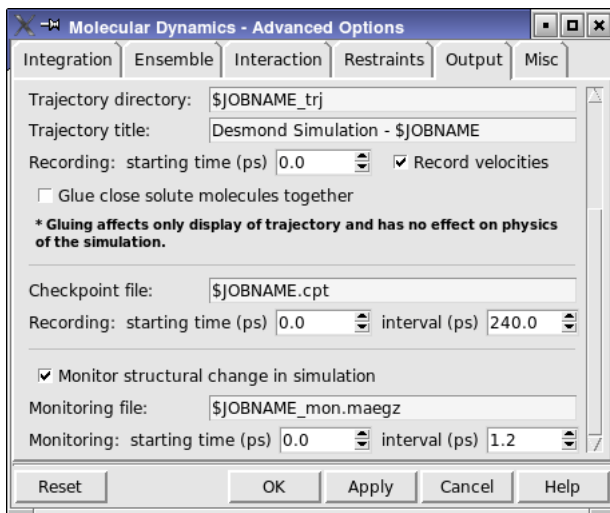 Molecular Dynamics - Advanced Options
Integration Ensemble Interaction Restraints Output Misc
Trajectory directory: $JOBNAME_trj
Trajectory title: Desmond Simulation - $JOBNAME
Recording: starting time (ps) 0.0 Record velocities
Glue close solute molecules together
* Gluing affects only display of trajectory and has no effect on physics
of the simulation.
Checkpoint file: $JOBNAME.cpt
Recording: starting time (ps) 0.0 interval (ps) 240.0
Monitor structural change in simulation
Monitoring file: $JOBNAME_mon.maegz
Monitoring: starting time (ps) 0.0 interval (ps) 1.2
Reset OK Apply Cancel Help